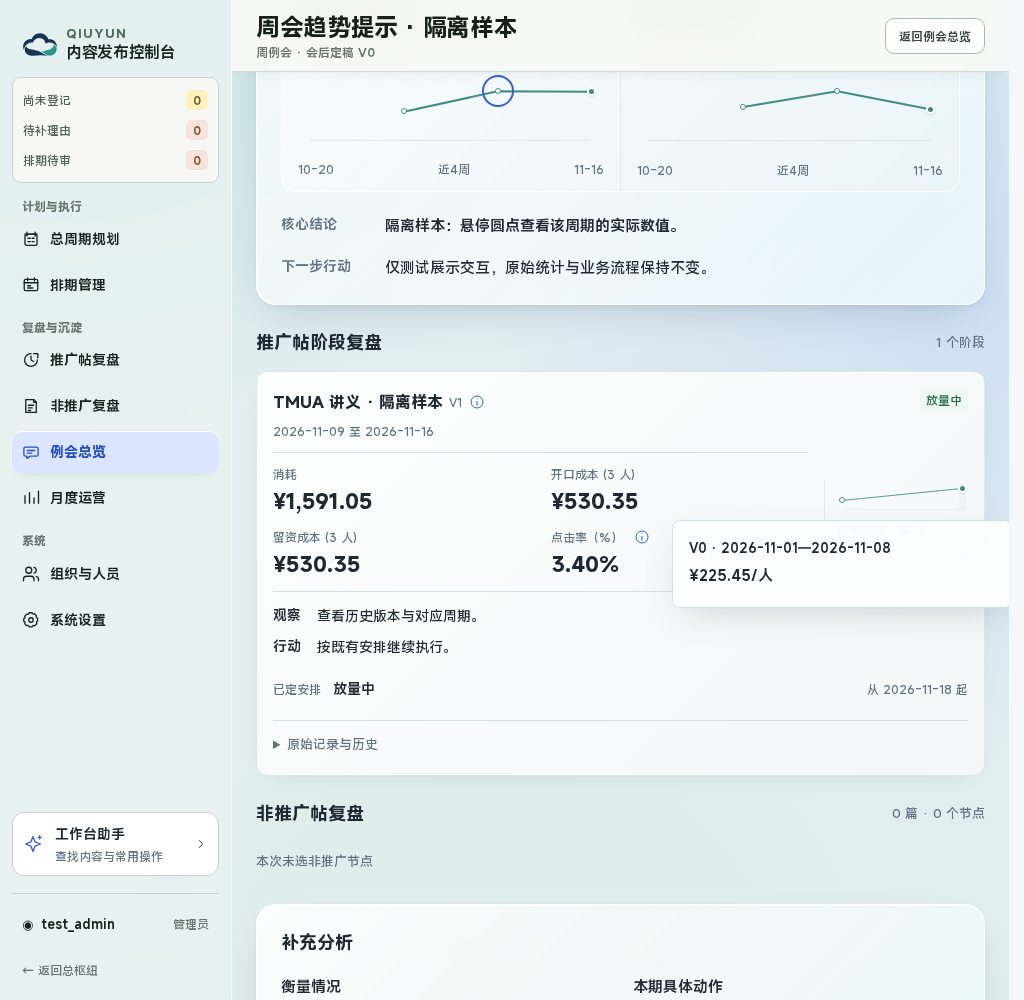 QIUYUN
内容发布控制台
尚未登记 0
待补理由 0
排期待审 0
计划与执行
总周期规划
排期管理
复盘与沉淀
推广帖复盘
非推广复盘
例会总览
月度运营
系统
组织与人员
系统设置
工作台助手
查找内容与常用操作
test_admin 管理员
← 返回总枢纽
周会趋势提示 · 隔离样本
周例会 · 会后定稿 V0
返回例会总览
10-20 近4周 11-16
10-20 近4周 11-16
核心结论 隔离样本：悬停圆点查看该周期的实际数值。
下一步行动 仅测试展示交互，原始统计与业务流程保持不变。
推广帖阶段复盘 1 个阶段
TMUA 讲义 · 隔离样本 V1 放量中
2026-11-09 至 2026-11-16
消耗 开口成本 (3 人)
¥1,591.05 ¥530.35
留资成本 (3 人) 点击率（%）
¥530.35 3.40%
V0 · 2026-11-01—2026-11-08
¥225.45/人
观察 查看历史版本与对应周期。
行动 按既有安排继续执行。
已定安排 放量中 从 2026-11-18 起
▶ 原始记录与历史
非推广帖复盘 0 篇 · 0 个节点
本次未选非推广节点
补充分析
衡量情况 本期具体动作